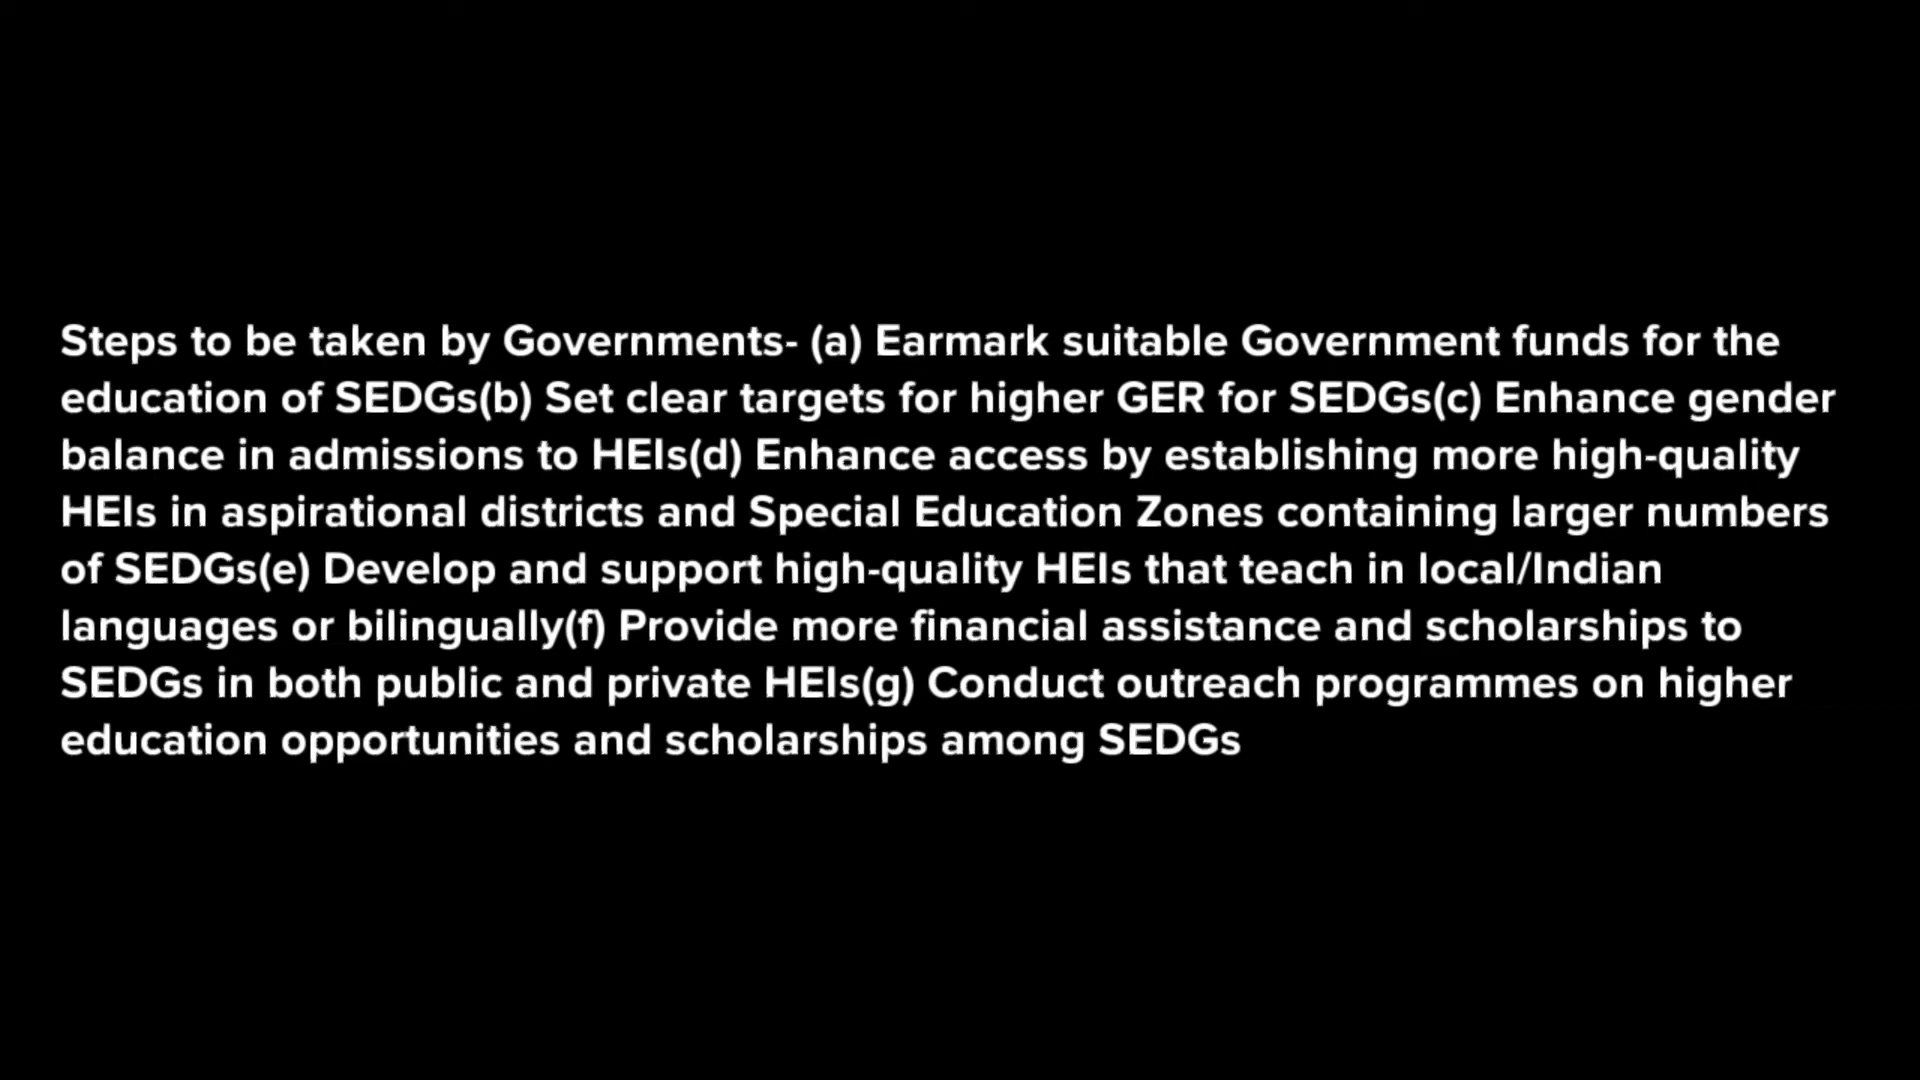 Steps to be taken by Governments- (a) Earmark suitable Government funds for the
education of SEDGs(b) Set clear targets for higher GER for SEDGs(c) Enhance gender
balance in admissions to HEIs(d) Enhance access by establishing more high-quality
HEIs in aspirational districts and Special Education Zones containing larger numbers
of SEDGs(e) Develop and support high-quality HEIs that teach in local/Indian
languages or bilingually(f) Provide more financial assistance and scholarships to
SEDGs in both public and private HEIs(g) Conduct outreach programmes on higher
education opportunities and scholarships among SEDGs